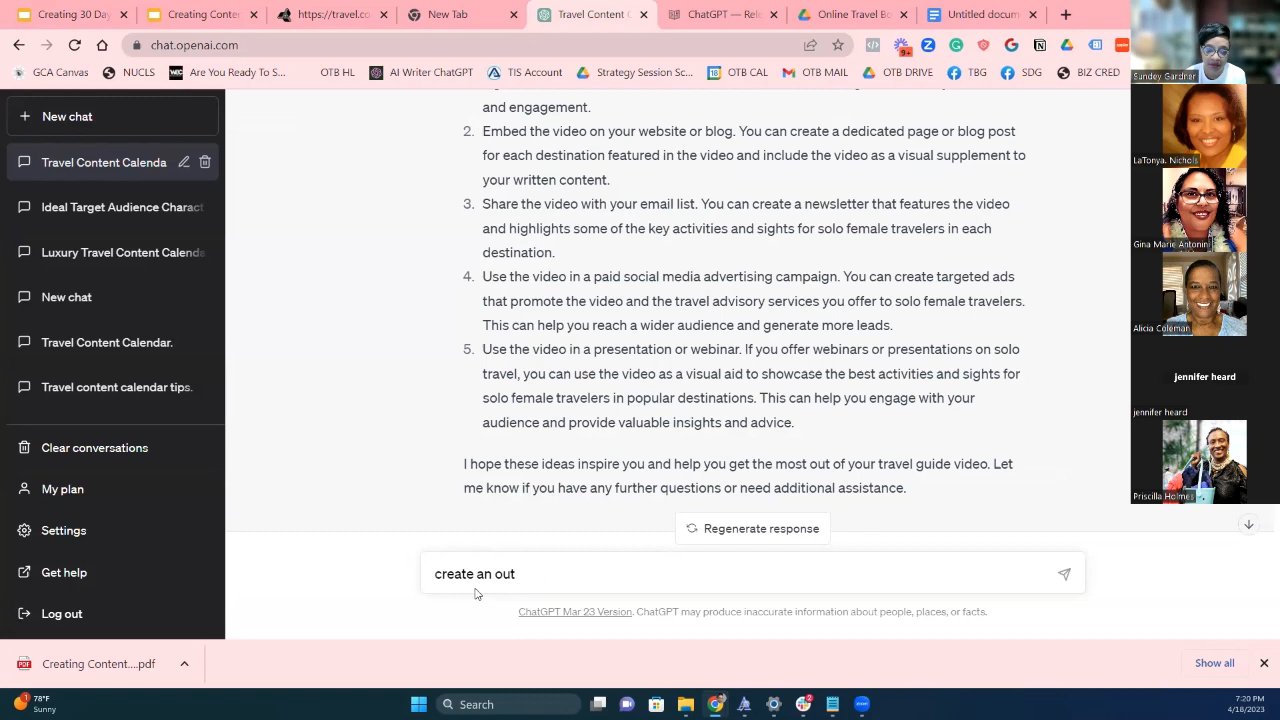 Creating 30 Day
Creating Conten
https://travel.co
New Tab
Travel Content C
ChatGPT — Rele
Online Travel Bo
Untitled docum
chat.openai.com
9+
GCA Canvas
NUCLS
Are You Ready To S...
OTB HL
AI Writer ChatGPT
TIS Account
Strategy Session Sc...
OTB CAL
OTB MAIL
OTB DRIVE
TBG
SDG
BIZ CRED
Sundey Gardner
New chat
Travel Content Calenda
Ideal Target Audience Charact
Luxury Travel Content Calenda
New chat
Travel Content Calendar.
Travel content calendar tips.
Clear conversations
My plan
Settings
Get help
Log out
and engagement.
2. Embed the video on your website or blog. You can create a dedicated page or blog post
for each destination featured in the video and include the video as a visual supplement to
your written content.
3. Share the video with your email list. You can create a newsletter that features the video
and highlights some of the key activities and sights for solo female travelers in each
destination.
4. Use the video in a paid social media advertising campaign. You can create targeted ads
that promote the video and the travel advisory services you offer to solo female travelers.
This can help you reach a wider audience and generate more leads.
5. Use the video in a presentation or webinar. If you offer webinars or presentations on solo
travel, you can use the video as a visual aid to showcase the best activities and sights for
solo female travelers in popular destinations. This can help you engage with your
audience and provide valuable insights and advice.
I hope these ideas inspire you and help you get the most out of your travel guide video. Let
me know if you have any further questions or need additional assistance.
Regenerate response
create an out
ChatGPT Mar 23 Version. ChatGPT may produce inaccurate information about people, places, or facts.
LaTonya. Nichols
Gina Marie Antonini
Alicia Coleman
jennifer heard
jennifer heard
Priscilla Holmes
Creating Content....pdf
Show all
78°F
Sunny
Search
7:20 PM
4/18/2023